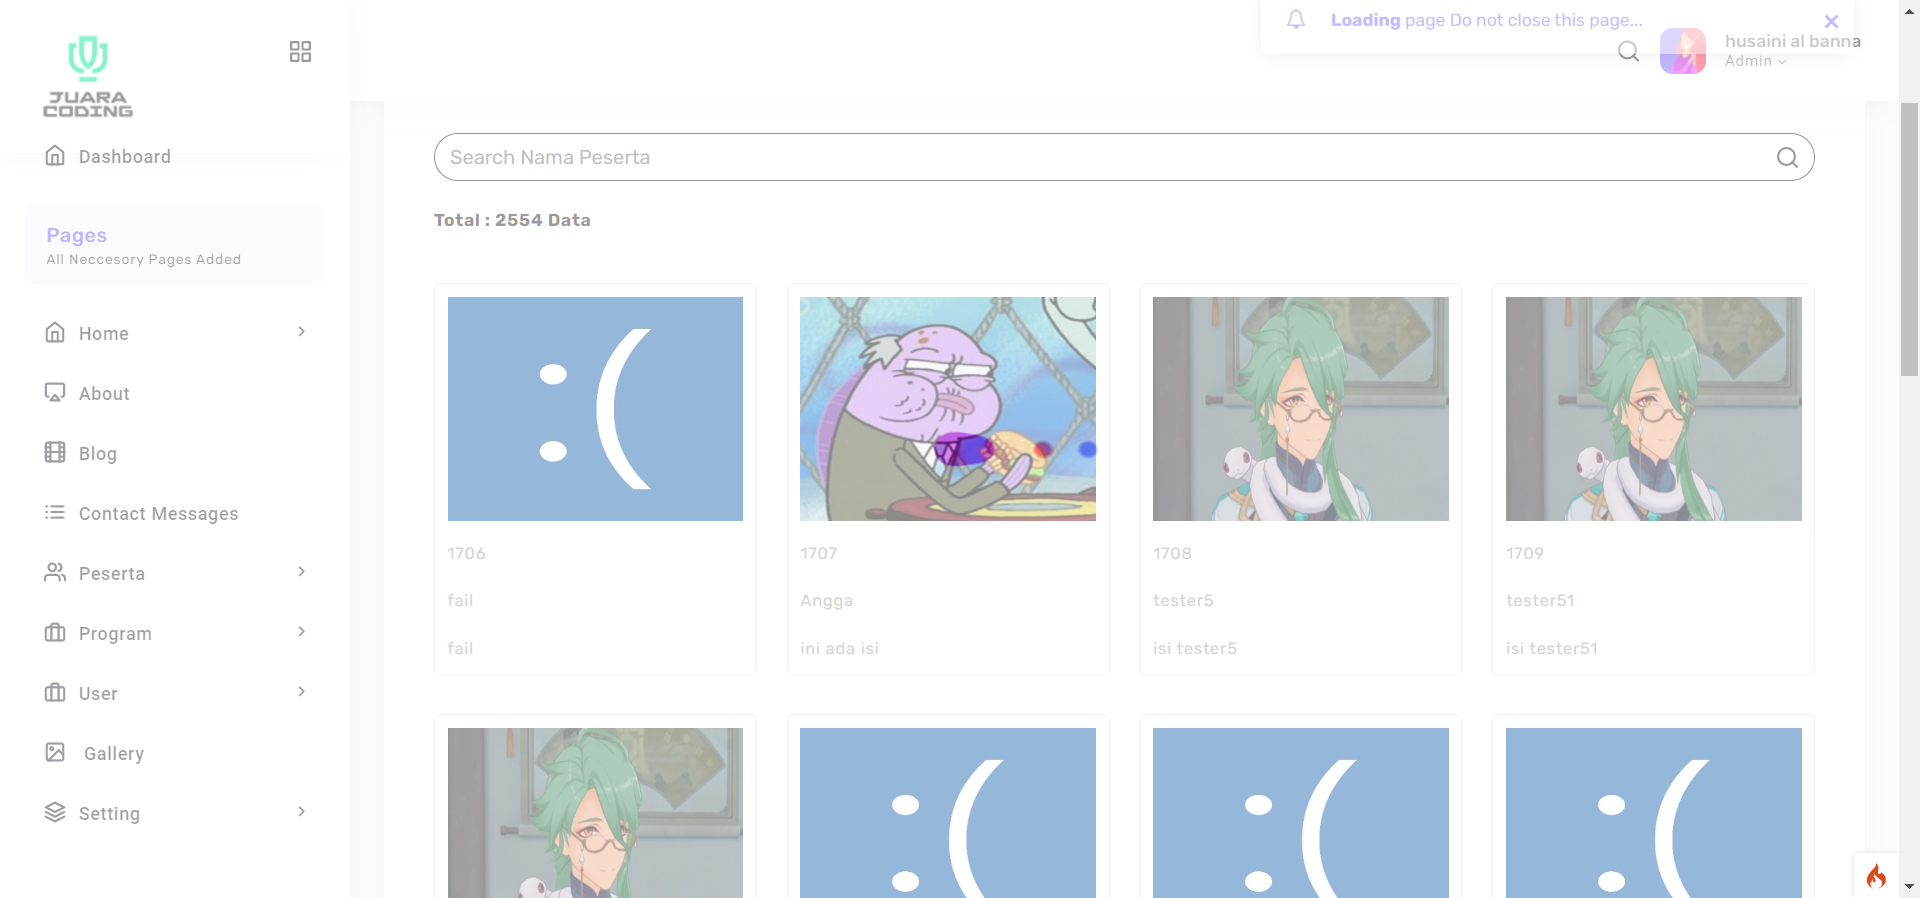 Loading page Do not close this page...
husaini al banna
Admin
JUARA
CODING
Dashboard
Pages
All Neccesory Pages Added
Home
About
Blog
Contact Messages
Peserta
Program
User
Gallery
Setting
Search Nama Peserta
Total : 2554 Data
:(
1706
fail
fail
1707
Angga
ini ada isi
1708
tester5
isi tester5
1709
tester51
isi tester51
:(
:(
:(